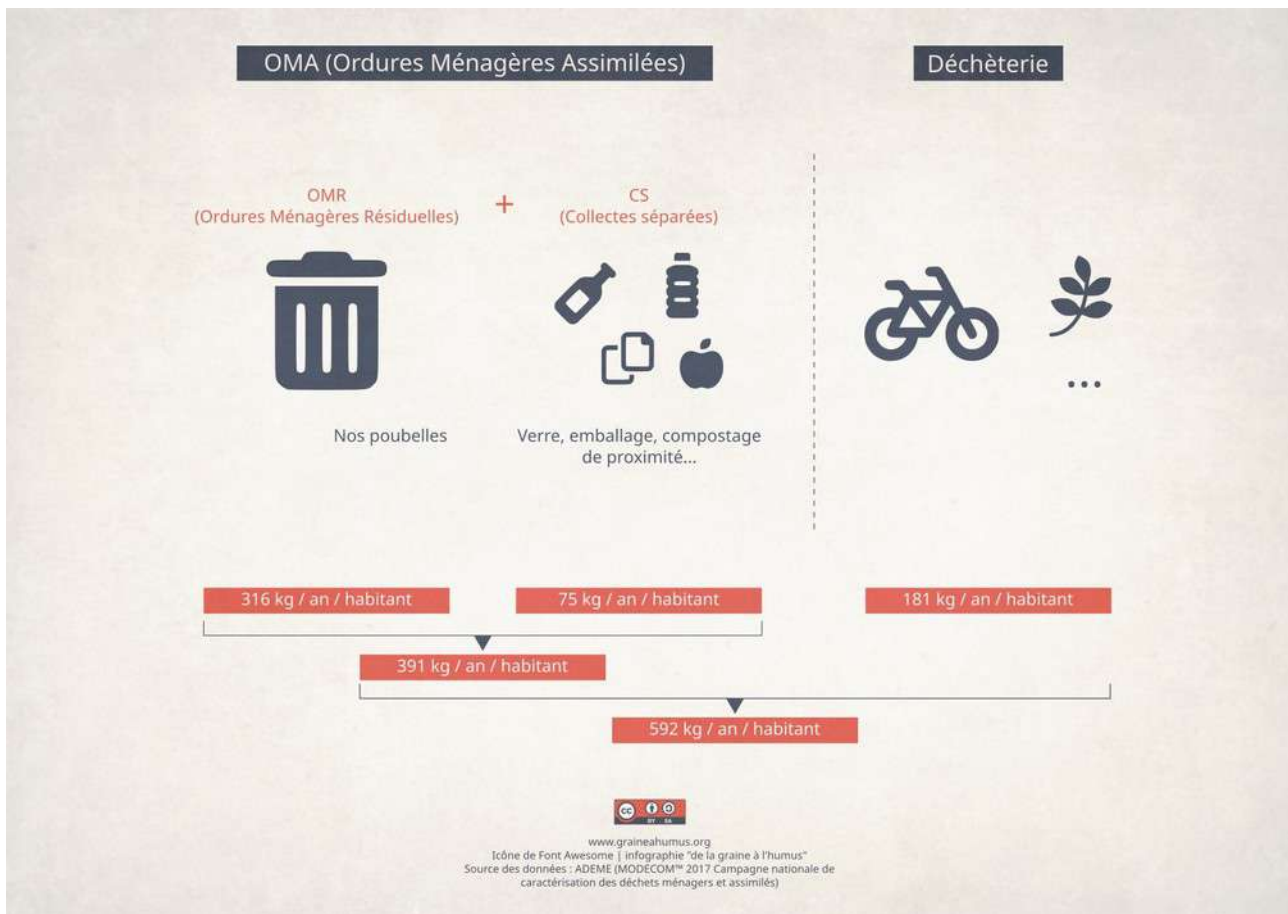 OMA (Ordures Ménagères Assimilées)
Déchèterie
OMR
(Ordures Ménagères Résiduelles)
+
CS
(Collectes séparées)
...
Nos poubelles
Verre, emballage, compostage
de proximité...
316 kg / an / habitant
75 kg / an / habitant
181 kg / an / habitant
391 kg / an / habitant
592 kg / an / habitant
cc
BY SA
www.graineahumus.org
Icône de Font Awesome | infographie "de la graine à l'humus"
Source des données : ADEME (MODECOM™ 2017 Campagne nationale de
caractérisation des déchets ménagers et assimilés)